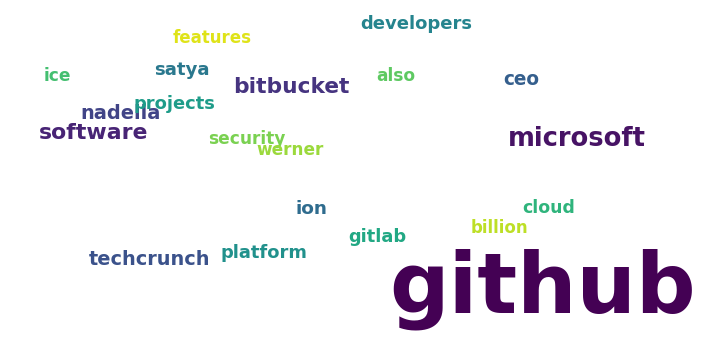 developers
features
satya
ice
also
ceo
bitbucket
projects
nadella
software
security
microsoft
werner
ion
cloud
billion
gitlab
platform
techcrunch
github